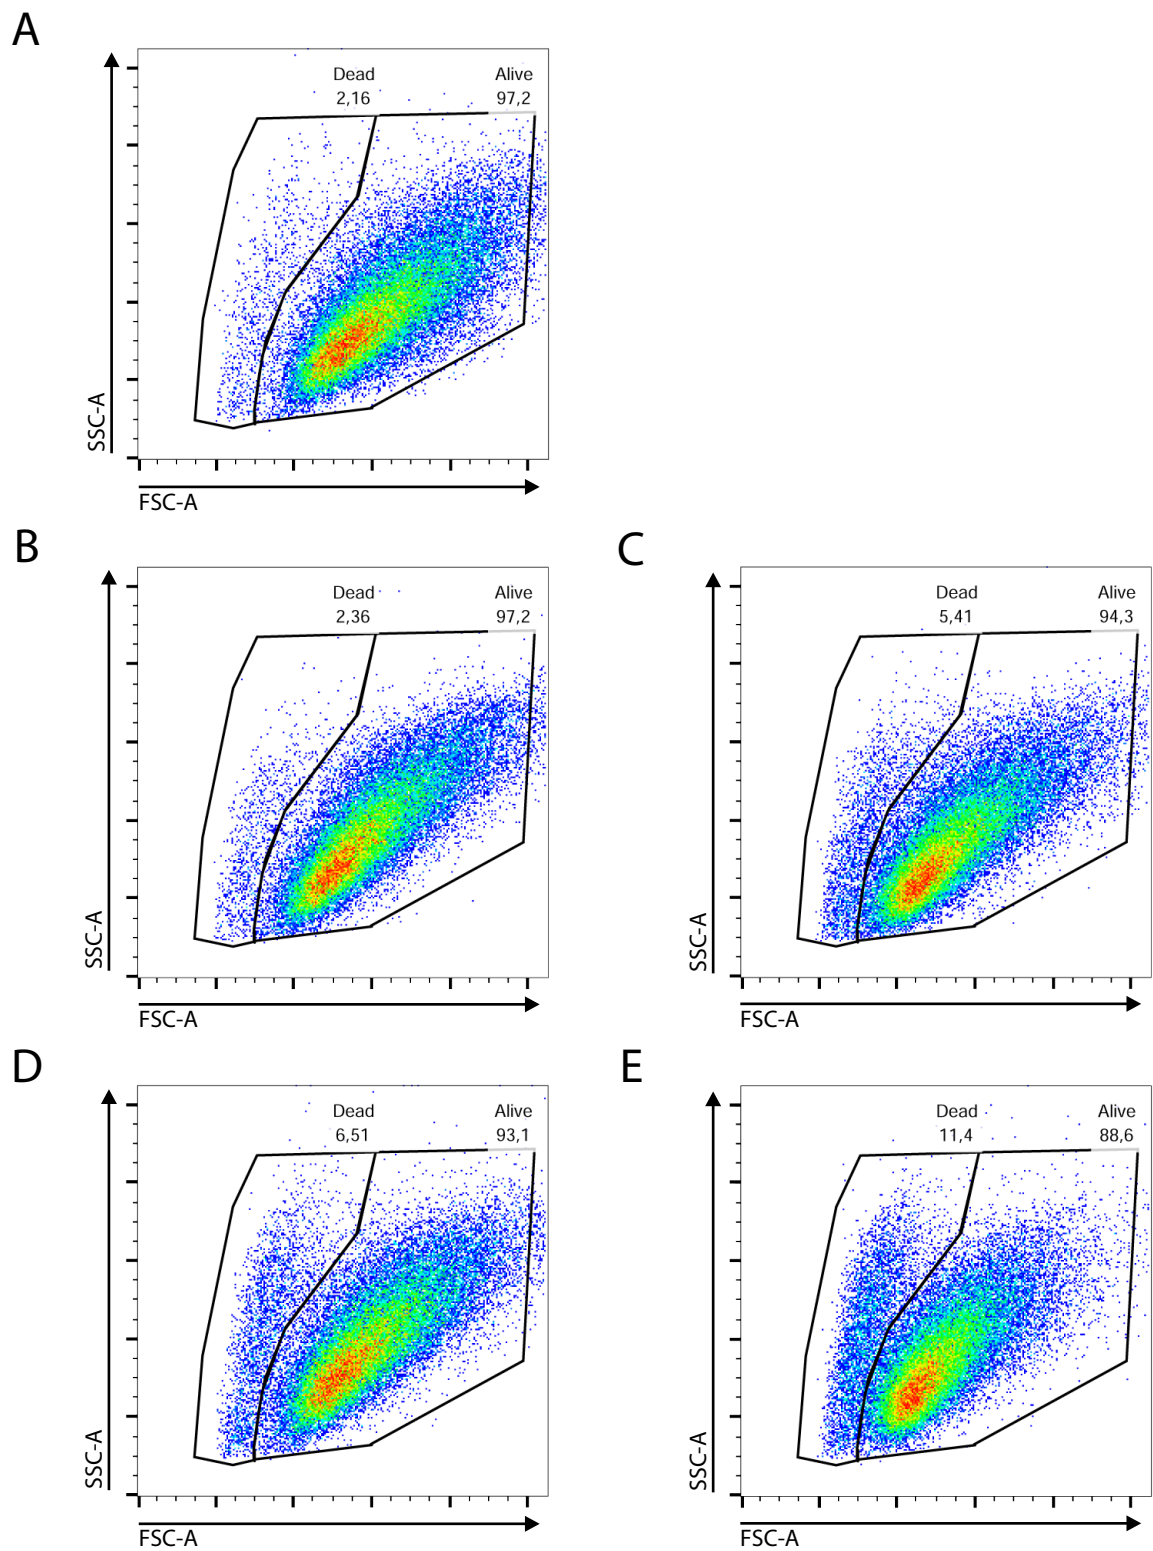 A
Dead Alive
2,16 97,2
SSC-A
FSC-A
B
Dead Alive
2,36 97,2
SSC-A
FSC-A
C
Dead Alive
5,41 94,3
SSC-A
FSC-A
D
Dead Alive
6,51 93,1
SSC-A
FSC-A
E
Dead Alive
11,4 88,6
SSC-A
FSC-A